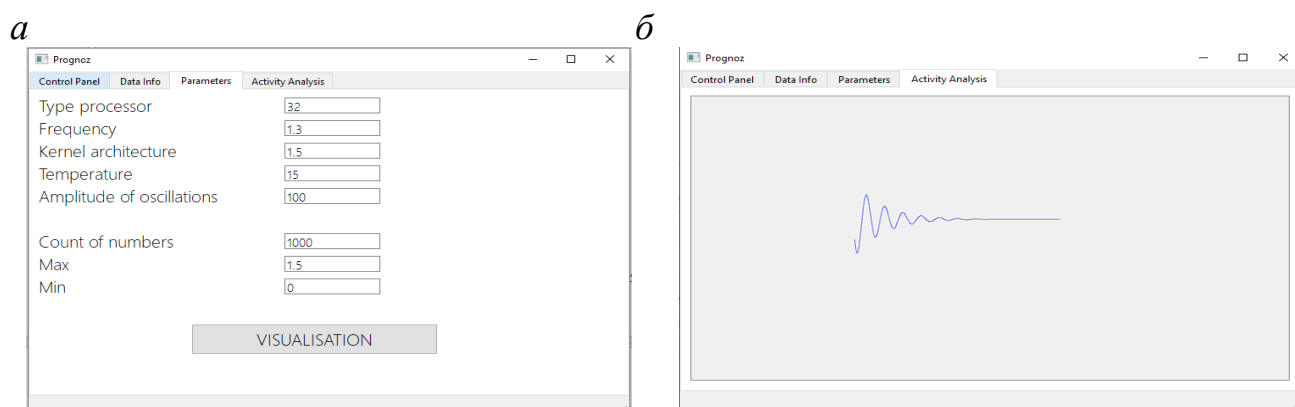 а
Prognoz
Control Panel Data Info Parameters Activity Analysis
Type processor 32
Frequency 1.3
Kernel architecture 1.5
Temperature 15
Amplitude of oscillations 100
Count of numbers 1000
Max 1.5
Min 0
VISUALISATION
б
Prognoz
Control Panel Data Info Parameters Activity Analysis